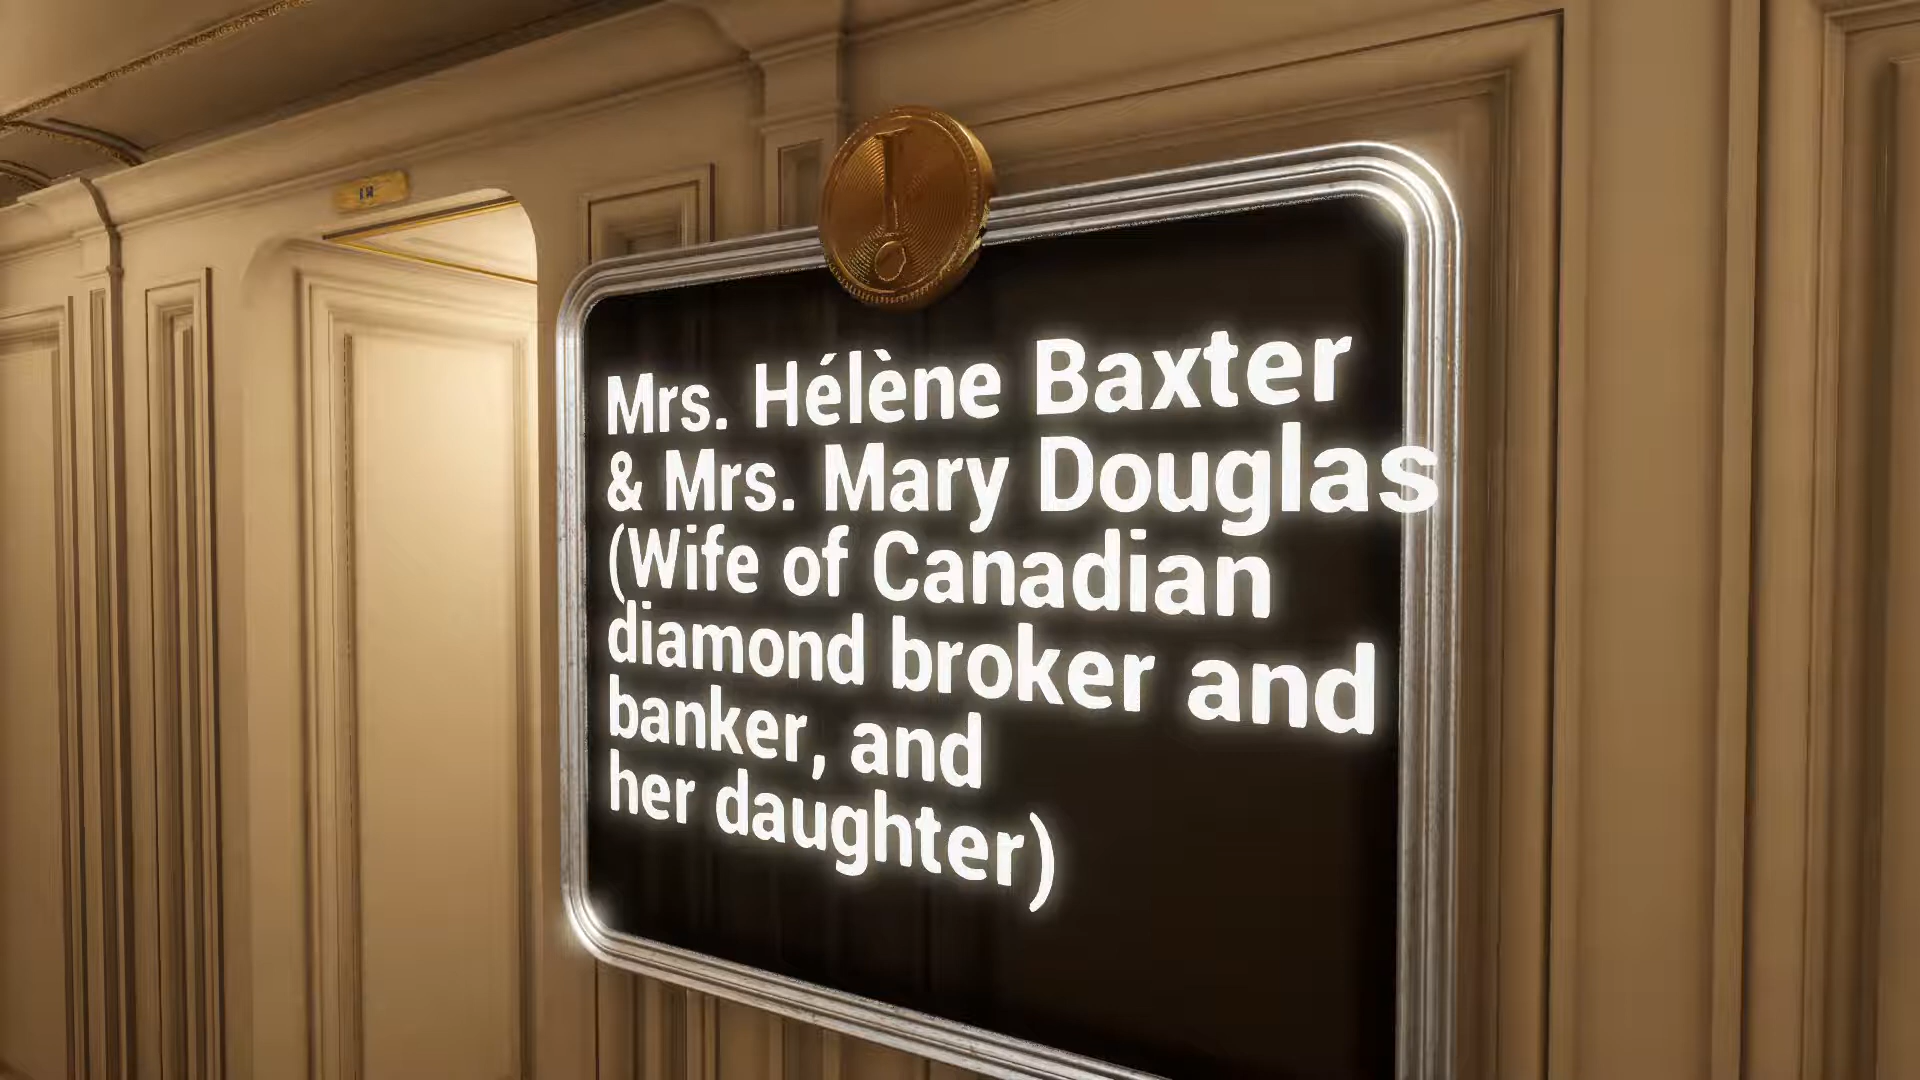 Mrs. Hélène Baxter
& Mrs. Mary Douglas
(Wife of Canadian
diamond broker and
banker, and
her daughter)